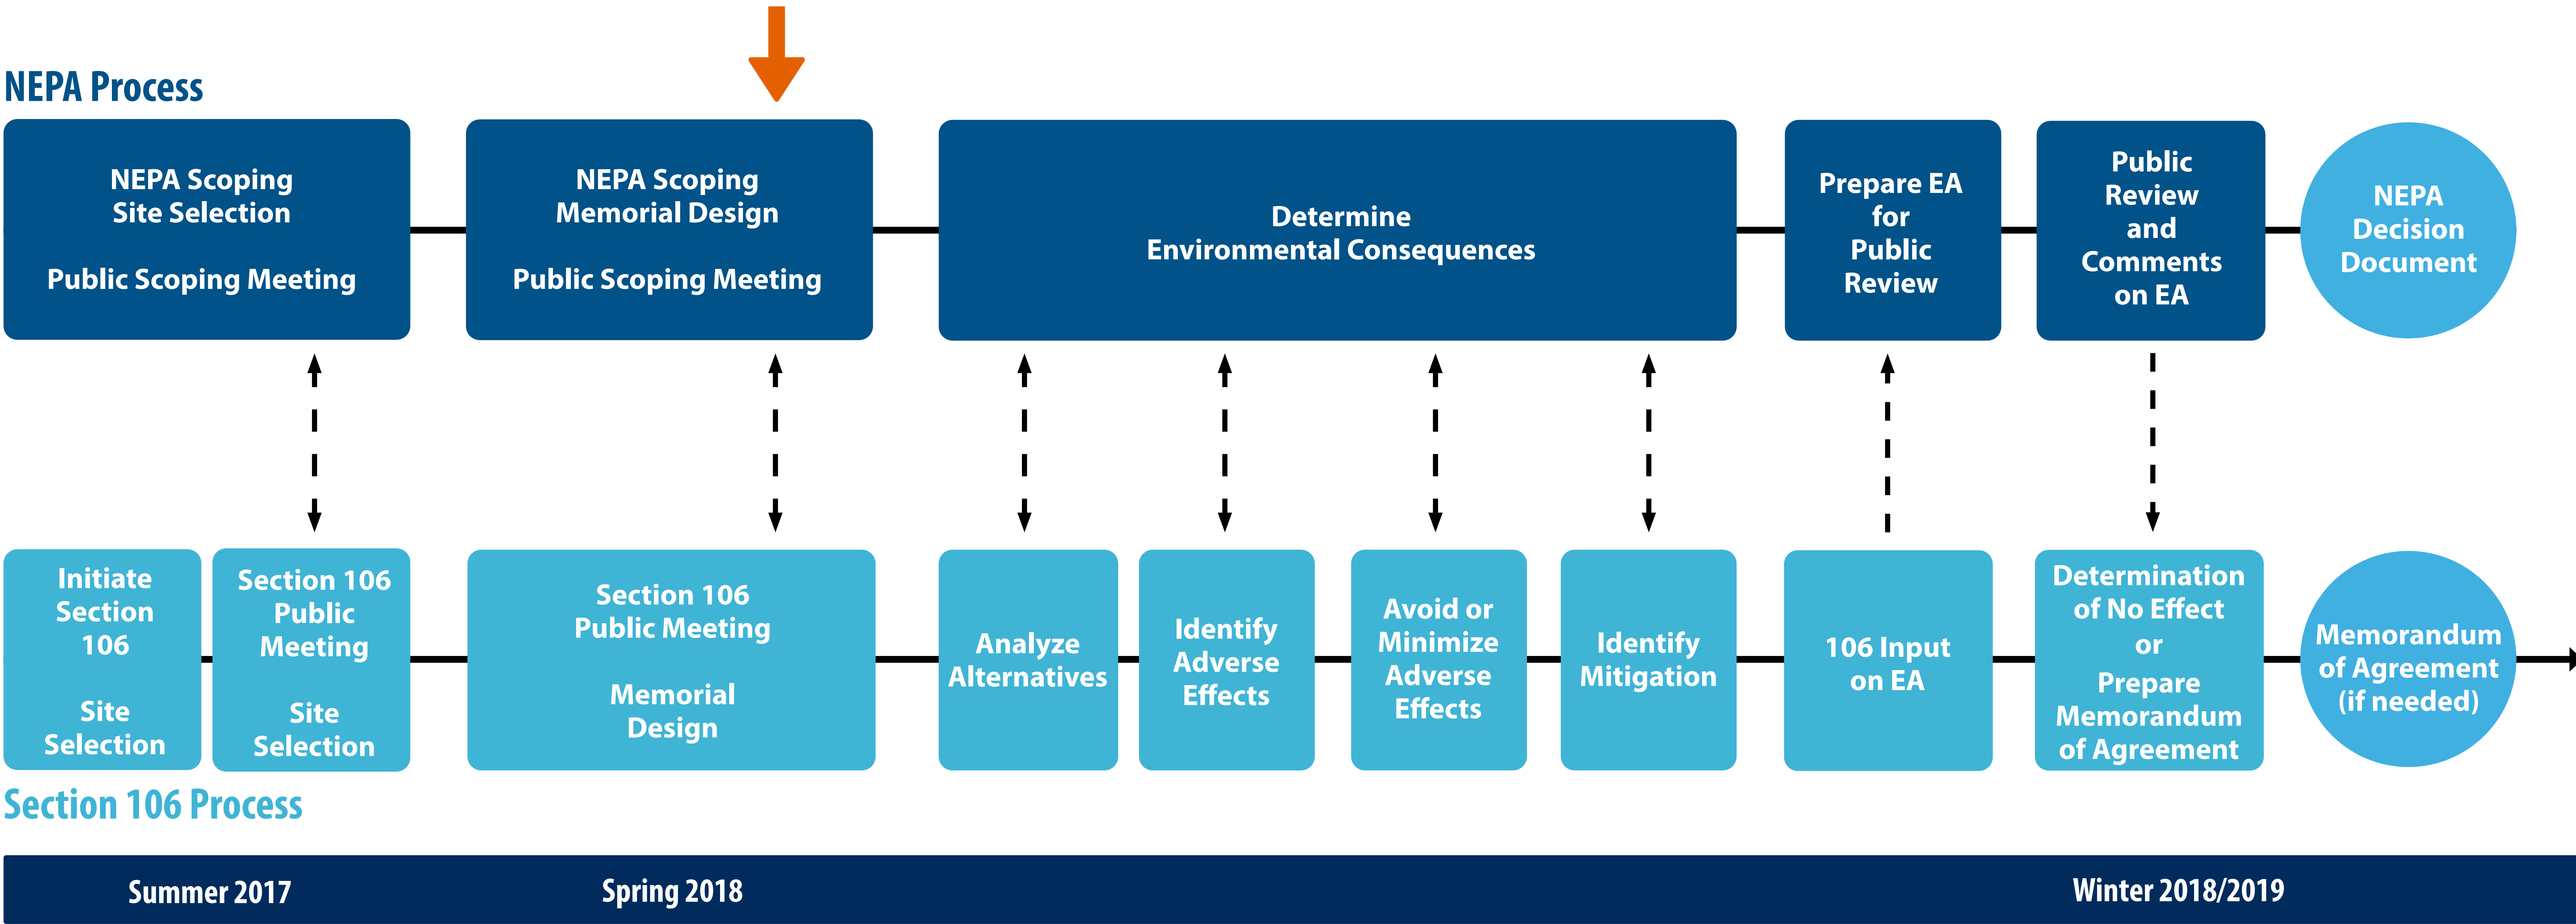 NEPA Process
NEPA Scoping
Site Selection
Public Scoping Meeting
NEPA Scoping
Memorial Design
Public Scoping Meeting
Determine
Environmental Consequences
Prepare EA
for
Public
Review
Public
Review
and
Comments
on EA
NEPA
Decision
Document
Initiate
Section
106
Site
Selection
Section 106
Public
Meeting
Site
Selection
Section 106
Public Meeting
Memorial
Design
Analyze
Alternatives
Identify
Adverse
Effects
Avoid or
Minimize
Adverse
Effects
Identify
Mitigation
106 Input
on EA
Determination
of No Effect
or
Prepare
Memorandum
of Agreement
Memorandum
of Agreement
(if needed)
Section 106 Process
Summer 2017
Spring 2018
Winter 2018/2019